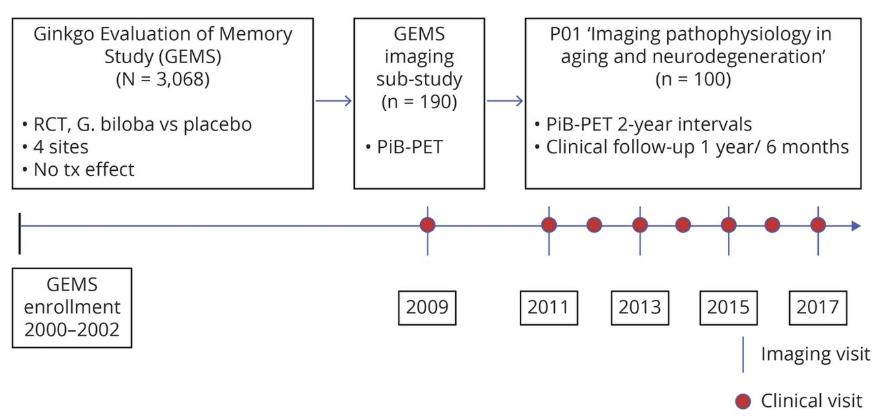 Ginkgo Evaluation of Memory
Study (GEMS)
(N = 3,068)
• RCT, G. biloba vs placebo
• 4 sites
• No tx effect
GEMS
imaging
sub-study
(n = 190)
• PiB-PET
P01 ‘Imaging pathophysiology in
aging and neurodegeneration’
(n = 100)
• PiB-PET 2-year intervals
• Clinical follow-up 1 year/ 6 months
GEMS
enrollment
2000–2002
2009
2011
2013
2015
2017
Imaging visit
Clinical visit